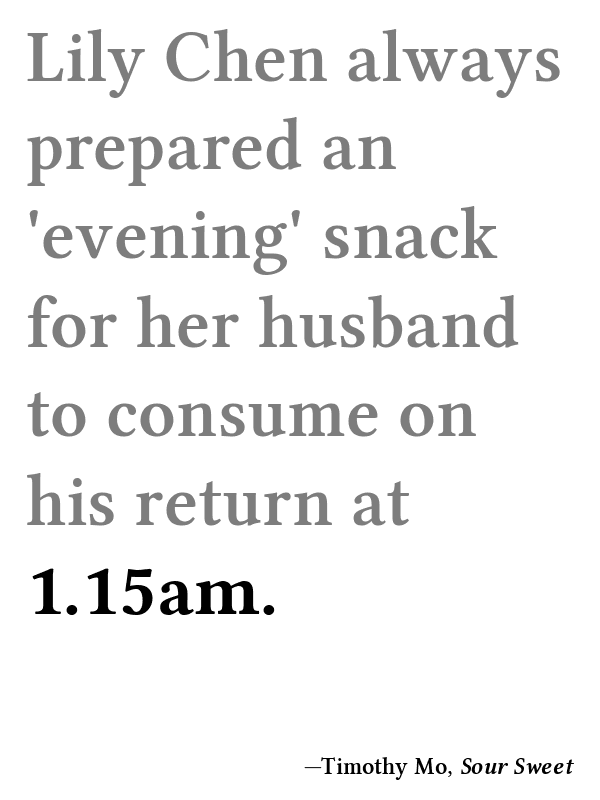 Lily Chen always
prepared an
'evening' snack
for her husband
to consume on
his return at
1.15am.
—Timothy Mo, Sour Sweet